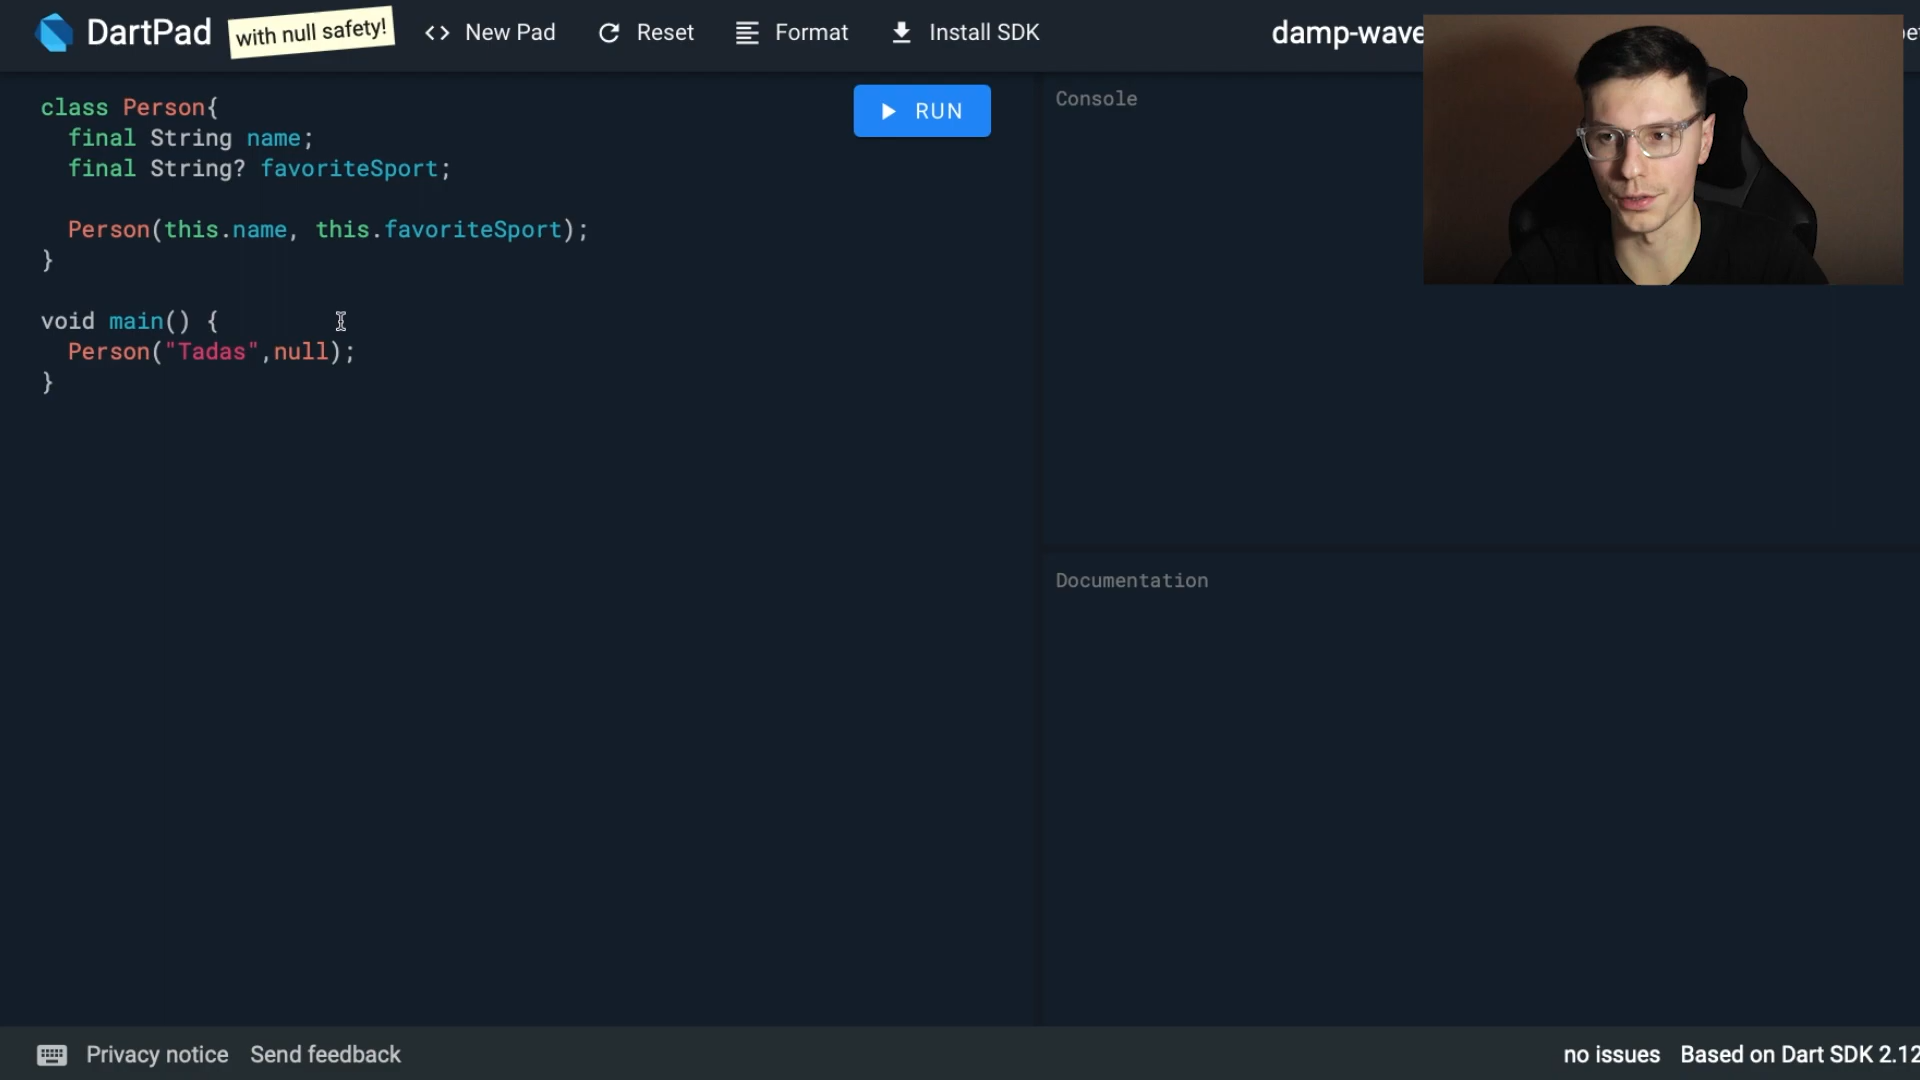 DartPad with null safety! <> New Pad Reset Format Install SDK damp-wave
class Person{
final String name;
final String? favoriteSport;
Person(this.name, this.favoriteSport);
}
void main() {
Person("Tadas",null);
}
RUN
Console
Documentation
Privacy notice Send feedback no issues Based on Dart SDK 2.12